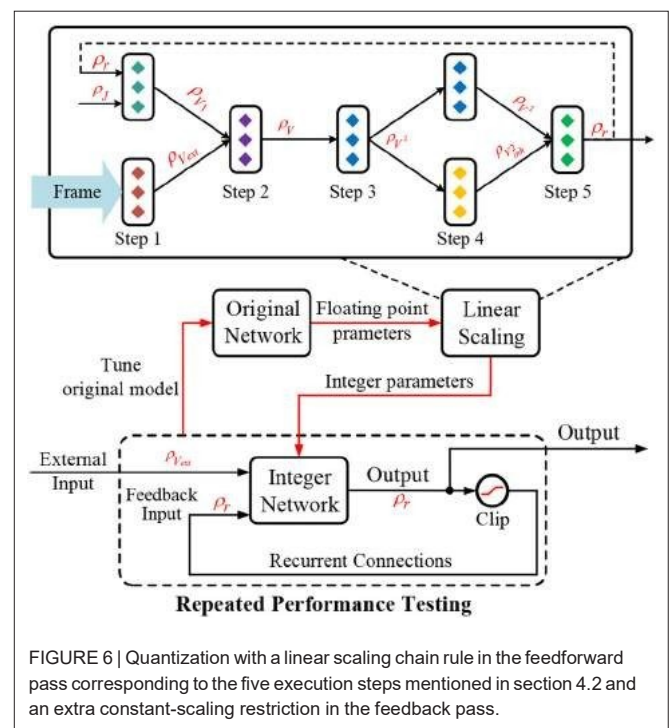 ρr
ρJ
ρV1
ρVext
ρV
ρV²
ρV²
Frame
Step 1
Step 2
Step 3
Step 4
Step 5
ρr
Original
Network
Floating point
prameters
Linear
Scaling
Tune
original model
Integer parameters
External
Input
ρVext
Feedback
Input
ρr
Integer
Network
Output
ρr
Clip
Output
Recurrent Connections
Repeated Performance Testing
FIGURE 6 | Quantization with a linear scaling chain rule in the feedforward
pass corresponding to the five execution steps mentioned in section 4.2 and
an extra constant-scaling restriction in the feedback pass.